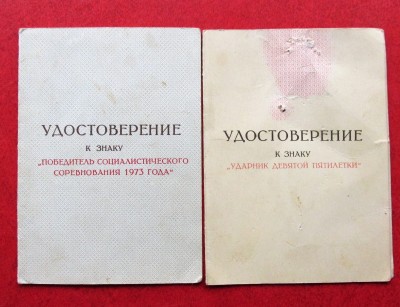 УДОСТОВЕРЕНИЕ
К ЗНАКУ
„ПОБЕДИТЕЛЬ СОЦИАЛИСТИЧЕСКОГО
СОРЕВНОВАНИЯ 1973 ГОДА"
УДОСТОВЕРЕНИЕ
К ЗНАКУ
„УДАРНИК ДЕВЯТОЙ ПЯТИЛЕТКИ"